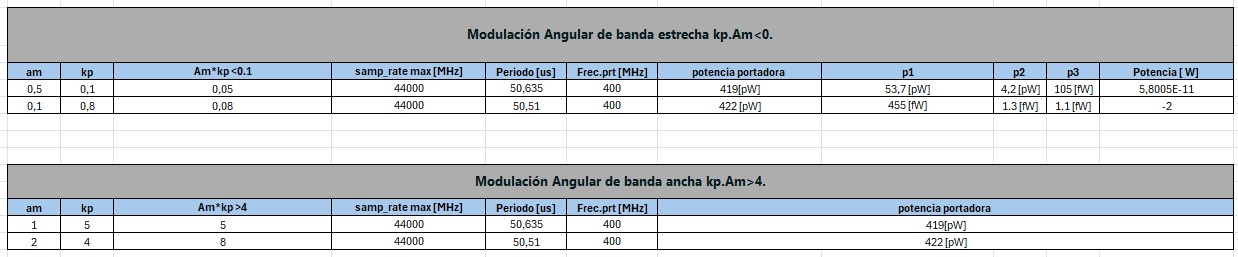 Modulación Angular de banda estrecha kp.Am<0.
am kp Am*kp <0.1 samp_rate max [MHz] Periodo [us] Frec.prt [MHz] potencia portadora p1 p2 p3 Potencia [ W]
0,5 0,1 0,05 44000 50,635 400 419[pW] 53,7 [pW] 4,2 [pW] 105 [fW] 5,8005E-11
0,1 0,8 0,08 44000 50,51 400 422 [pW] 455 [fW] 1.3 [fW] 1.1 [fW] -2
Modulación Angular de banda ancha kp.Am>4.
am kp Am*kp >4 samp_rate max [MHz] Periodo [us] Frec.prt [MHz] potencia portadora
1 5 5 44000 50,635 400 419[pW]
2 4 8 44000 50,51 400 422 [pW]